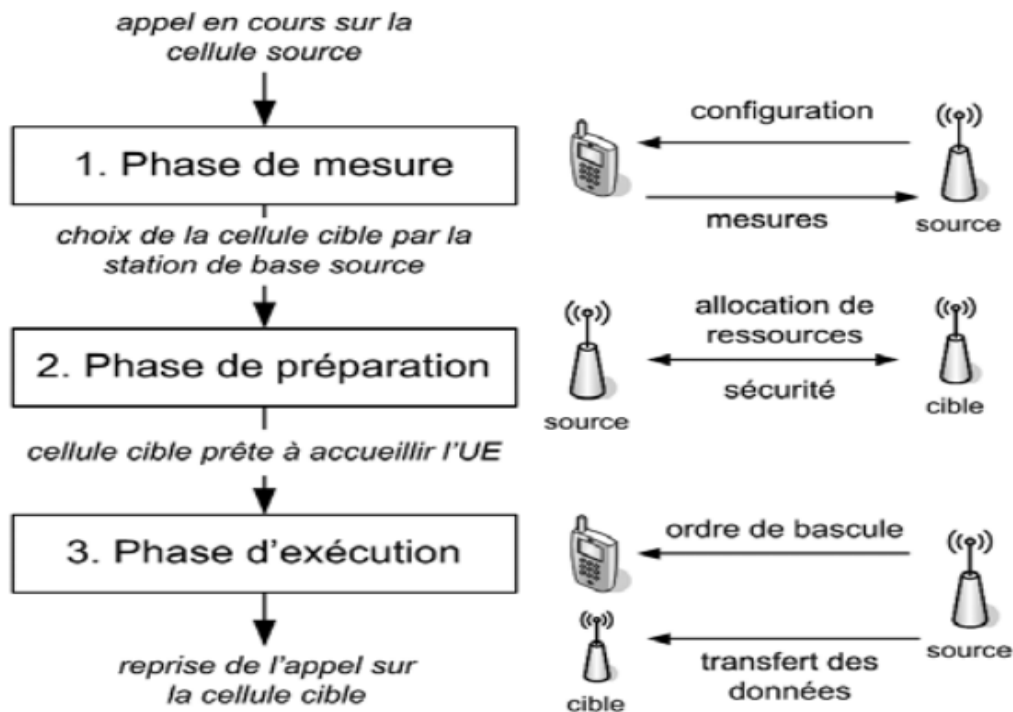 appel en cours sur la
cellule source
1. Phase de mesure
configuration
mesures
source
choix de la cellule cible par la
station de base source
2. Phase de préparation
allocation de
ressources
sécurité
source
cible
cellule cible prête à accueillir l'UE
3. Phase d'exécution
ordre de bascule
source
transfert des
données
cible
reprise de l'appel sur
la cellule cible